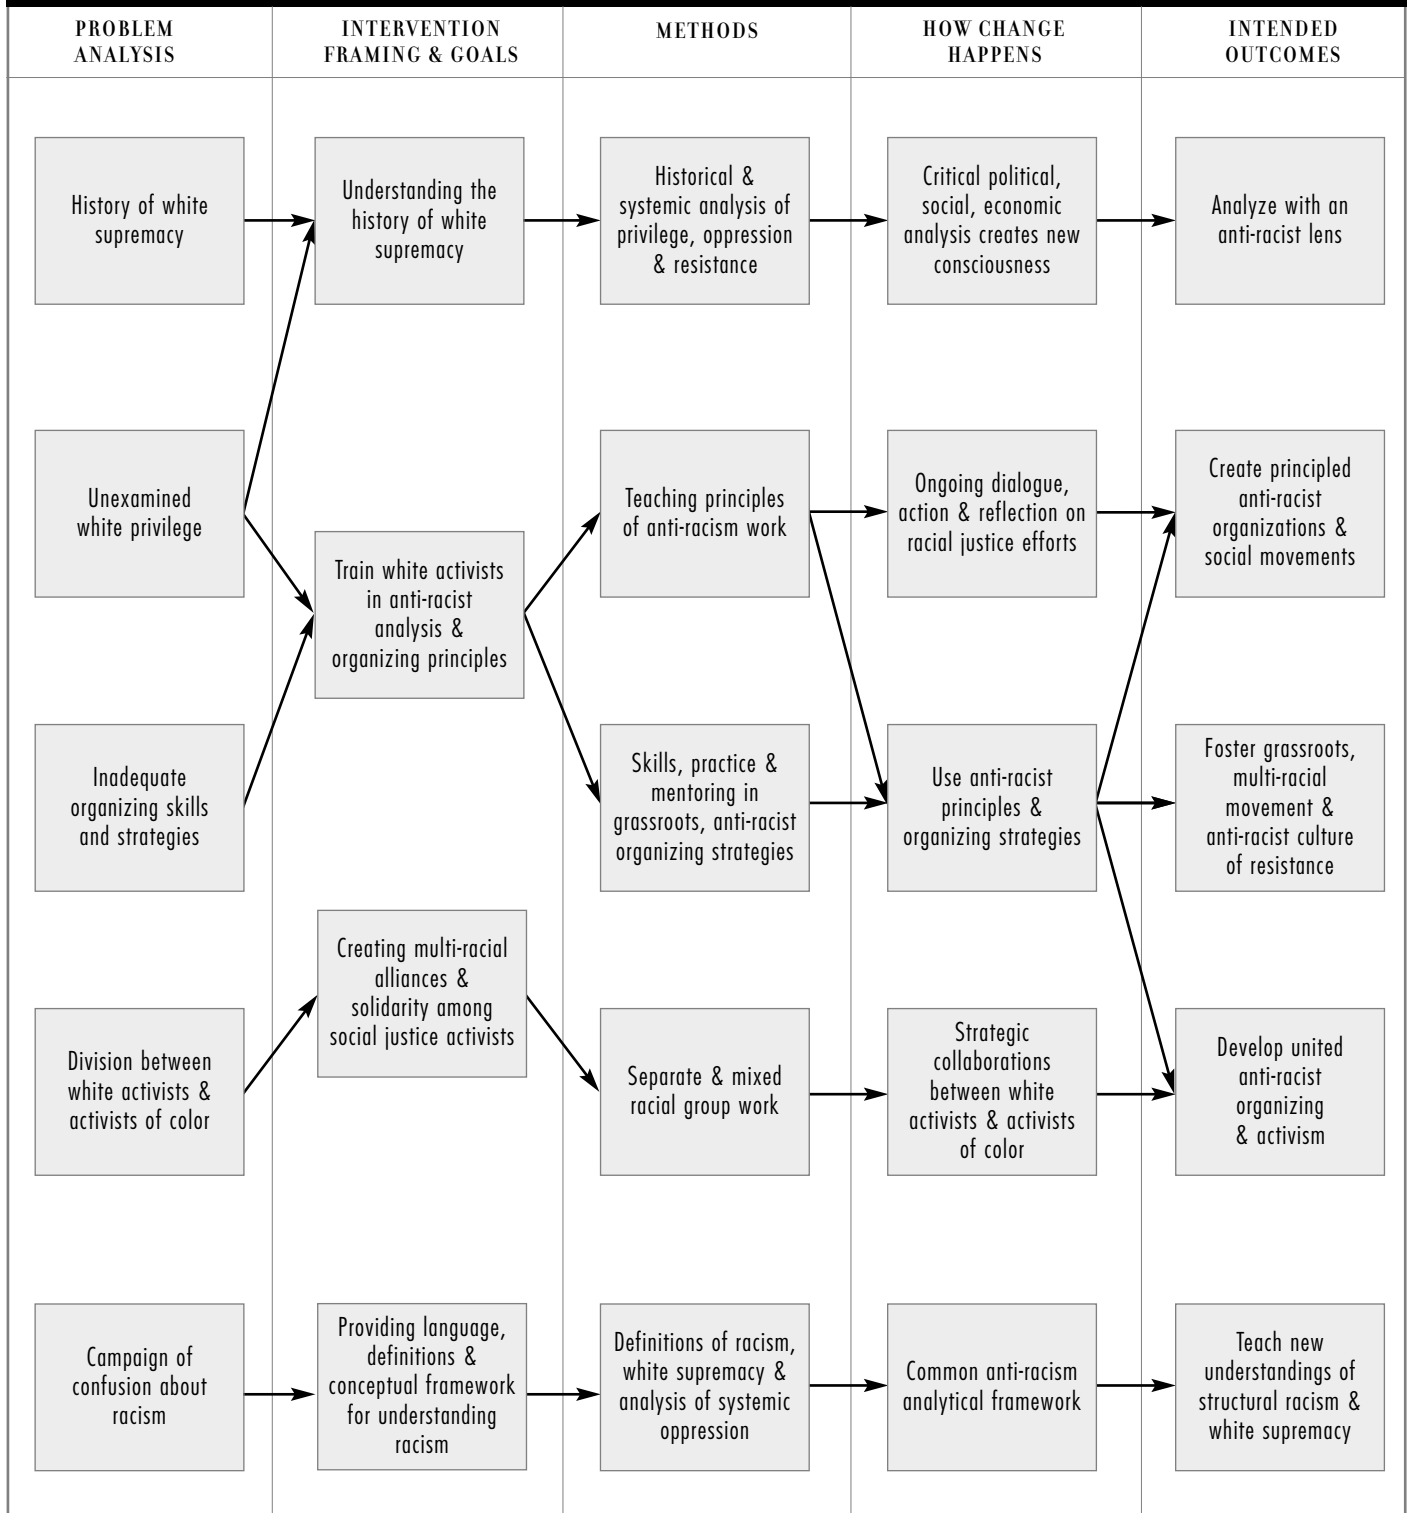 PROBLEM
ANALYSIS
INTERVENTION
FRAMING & GOALS
METHODS
HOW CHANGE
HAPPENS
INTENDED
OUTCOMES
History of white
supremacy
Understanding the
history of white
supremacy
Historical &
systemic analysis of
privilege, oppression
& resistance
Critical political,
social, economic
analysis creates new
consciousness
Analyze with an
anti-racist lens
Unexamined
white privilege
Train white activists
in anti-racist
analysis &
organizing principles
Teaching principles
of anti-racism work
Ongoing dialogue,
action & reflection on
racial justice efforts
Create principled
anti-racist
organizations &
social movements
Inadequate
organizing skills
and strategies
Skills, practice &
mentoring in
grassroots, anti-racist
organizing strategies
Use anti-racist
principles &
organizing strategies
Foster grassroots,
multi-racial
movement &
anti-racist culture
of resistance
Division between
white activists &
activists of color
Creating multi-racial
alliances &
solidarity among
social justice activists
Separate & mixed
racial group work
Strategic
collaborations
between white
activists & activists
of color
Develop united
anti-racist
organizing
& activism
Campaign of
confusion about
racism
Providing language,
definitions &
conceptual framework
for understanding
racism
Definitions of racism,
white supremacy &
analysis of systemic
oppression
Common anti-racism
analytical framework
Teach new
understandings of
structural racism &
white supremacy